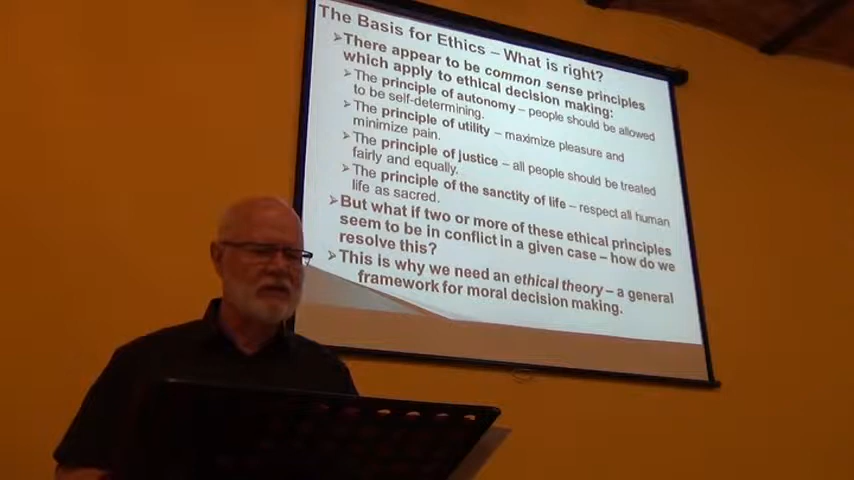 The Basis for Ethics – What is right?
➢There appear to be common sense principles
which apply to ethical decision making:
➢The principle of autonomy – people should be allowed
to be self-determining.
➢The principle of utility – maximize pleasure and
minimize pain.
➢The principle of justice – all people should be treated
fairly and equally.
➢The principle of the sanctity of life – respect all human
life as sacred.
➢But what if two or more of these ethical principles
seem to be in conflict in a given case – how do we
resolve this?
➢This is why we need an ethical theory – a general
framework for moral decision making.